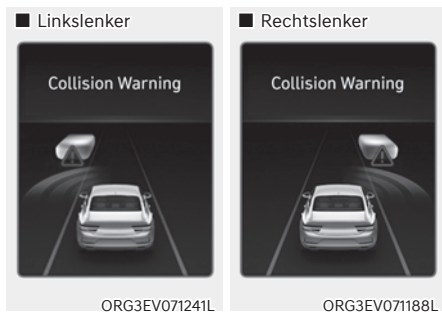 ■ Linkslenker
Collision Warning
ORG3EV071241L
■ Rechtslenker
Collision Warning
ORG3EV071188L